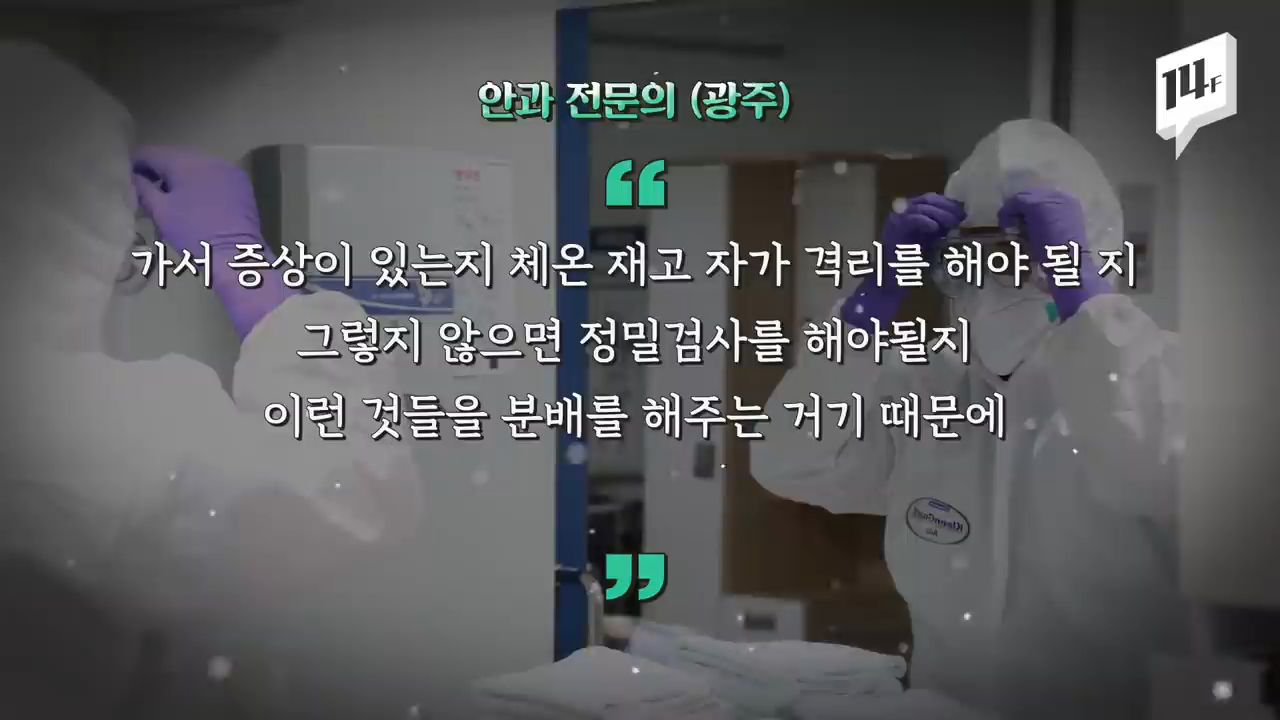 14F
안과 전문의 (광주)
“
가서 증상이 있는지 체온 재고 자가 격리를 해야 될 지
그렇지 않으면 정밀검사를 해야될지
이런 것들을 분배를 해주는 거기 때문에
”
KleenGuard